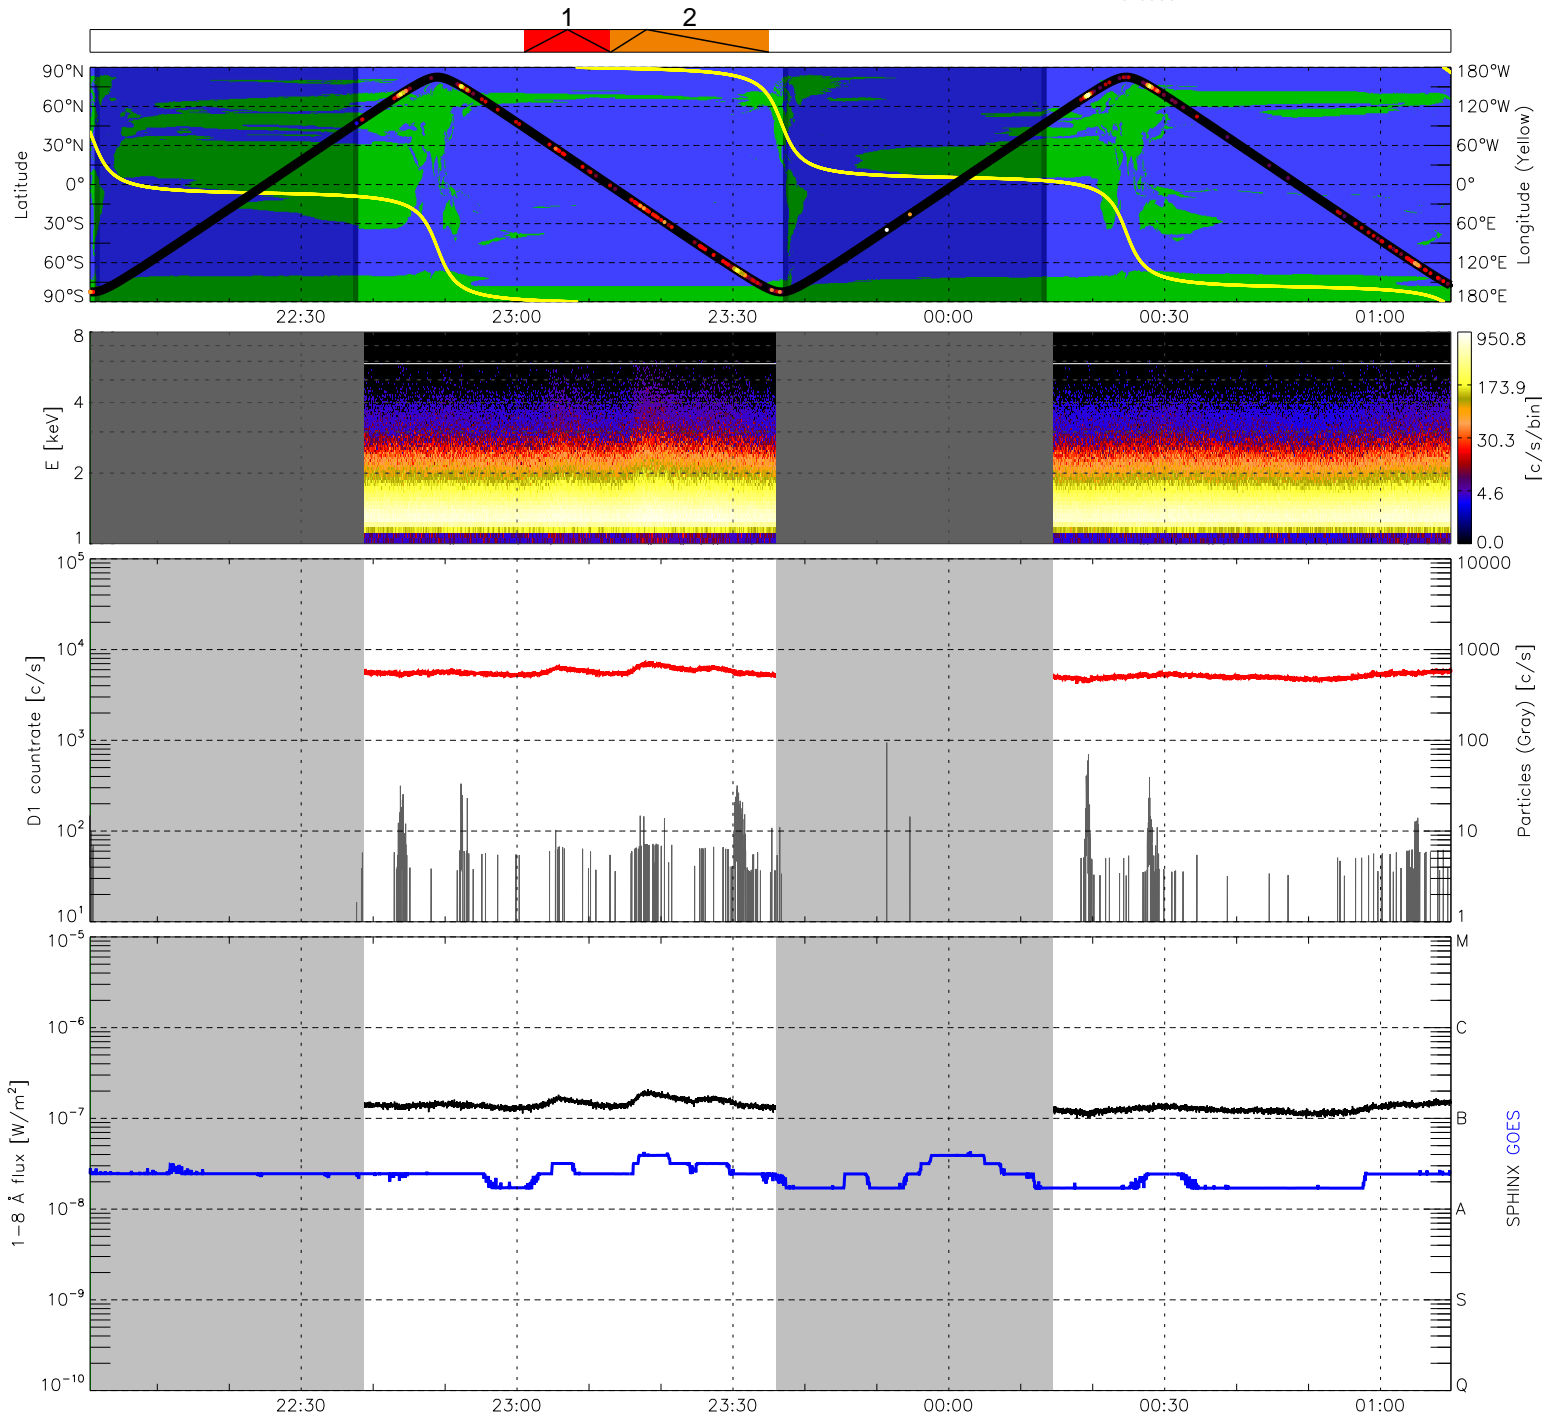 1 2
90°N 180°W
60°N 120°W
30°N 60°W
0° 0°
30°S 60°E
60°S 120°E
90°S 180°E
Latitude
Longitude (Yellow)
22:30 23:00 23:30 00:00 00:30 01:00
8
4
2
1
E [keV]
950.8
173.9
30.3
4.6
0.0
[c/s/bin]
10^5 10000
10^4 1000
10^3 100
10^2 10
10^1 1
D1 countrate [c/s]
Particles (Gray) [c/s]
10^-5 M
10^-6 C
10^-7 B
10^-8 A
10^-9 S
10^-10 Q
1-8 Å flux [W/m²]
SPHINX GOES
22:30 23:00 23:30 00:00 00:30 01:00